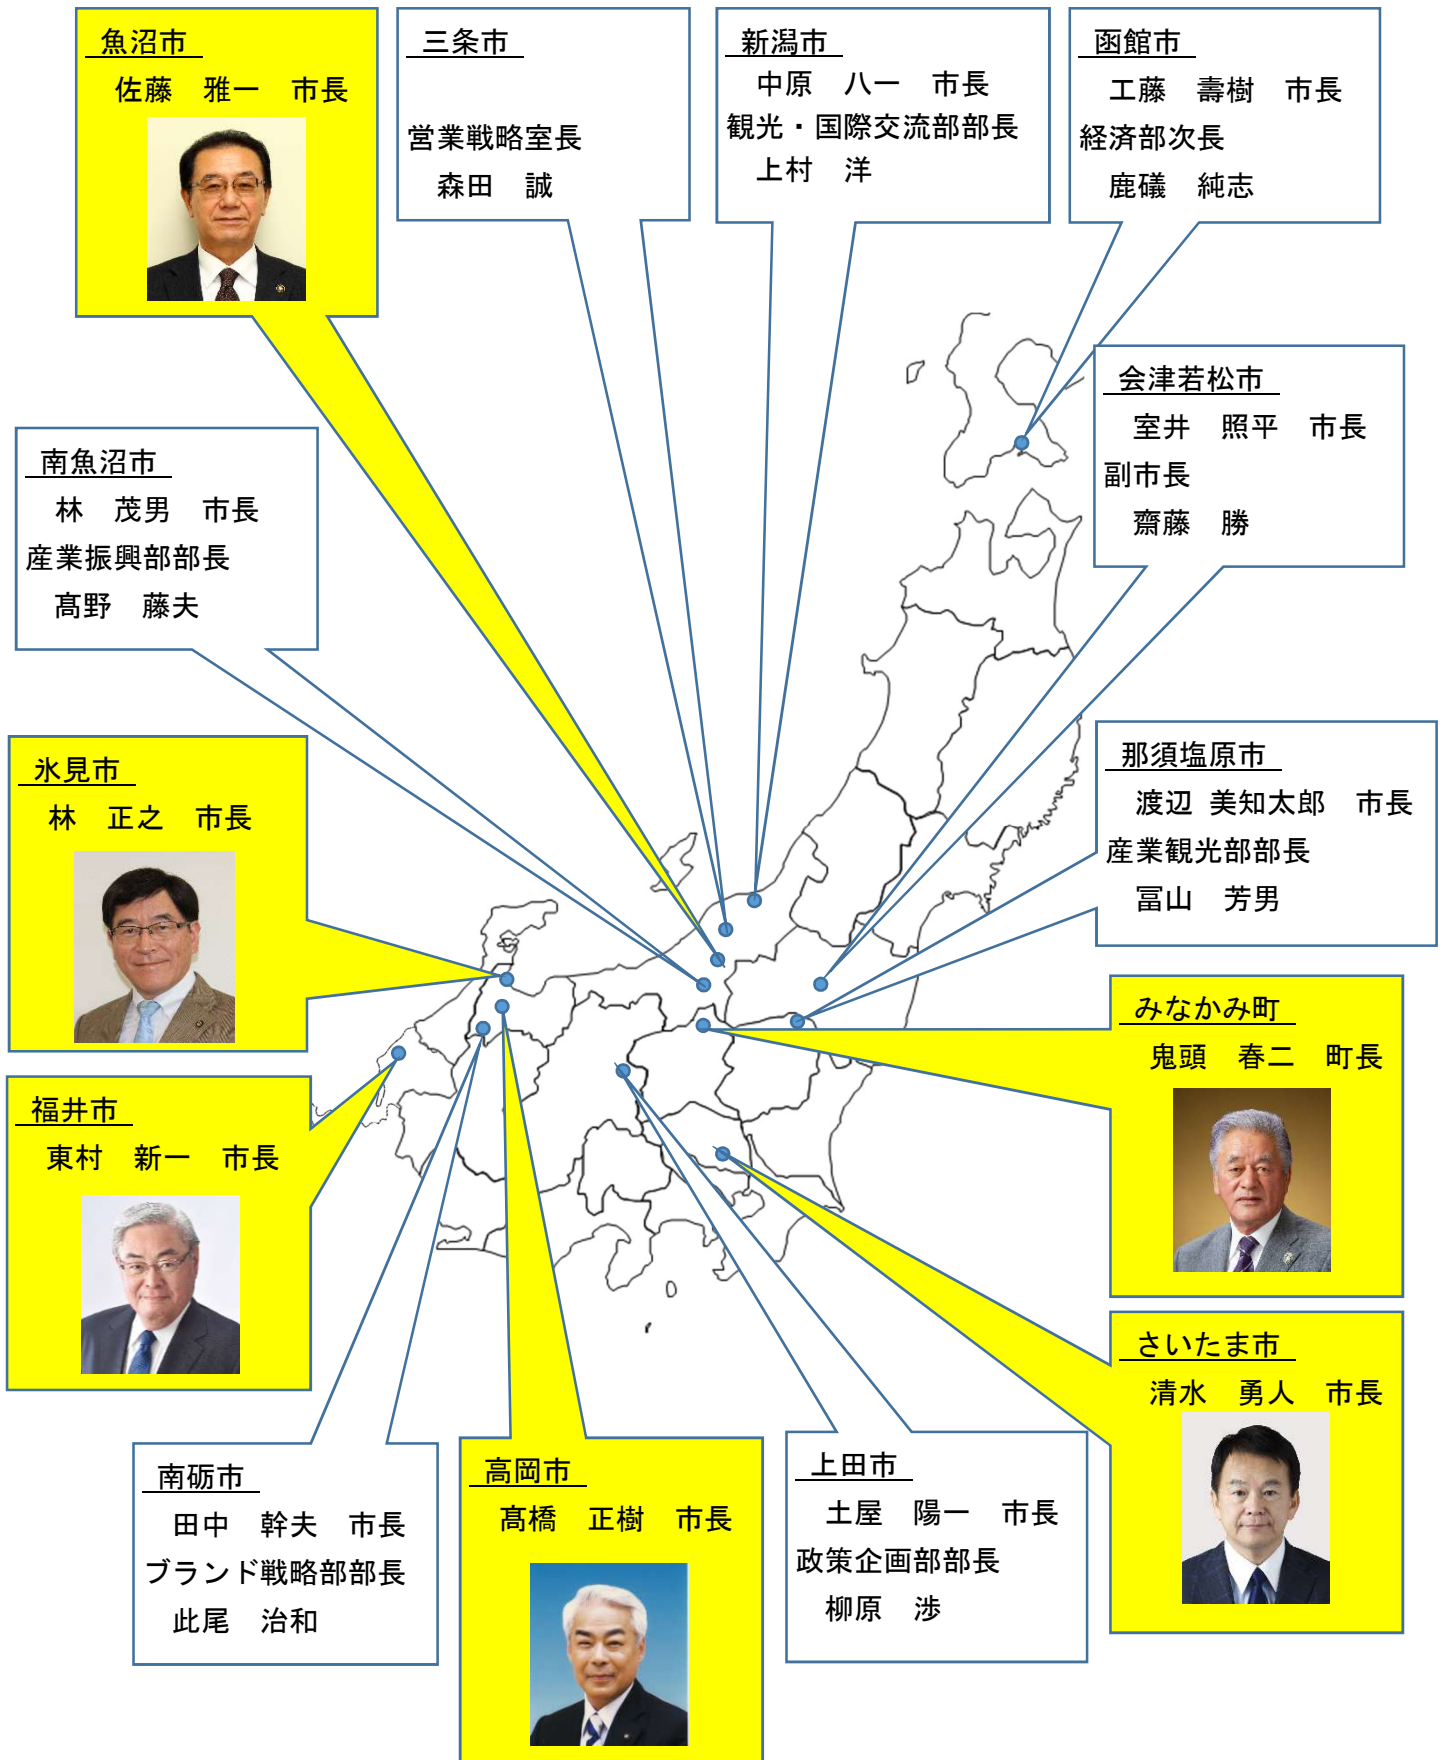 魚沼市
佐藤　雅一　市長
三条市
営業戦略室長
森田　誠
新潟市
中原　八一　市長
観光・国際交流部部長
上村　洋
函館市
工藤　壽樹　市長
経済部次長
鹿礒　純志
会津若松市
室井　照平　市長
副市長
齋藤　勝
南魚沼市
林　茂男　市長
産業振興部部長
髙野　藤夫
那須塩原市
渡辺 美知太郎　市長
産業観光部部長
冨山　芳男
氷見市
林　正之　市長
みなかみ町
鬼頭　春二　町長
福井市
東村　新一　市長
さいたま市
清水　勇人　市長
南砺市
田中　幹夫　市長
ブランド戦略部部長
此尾　治和
高岡市
髙橋　正樹　市長
上田市
土屋　陽一　市長
政策企画部部長
柳原　渉